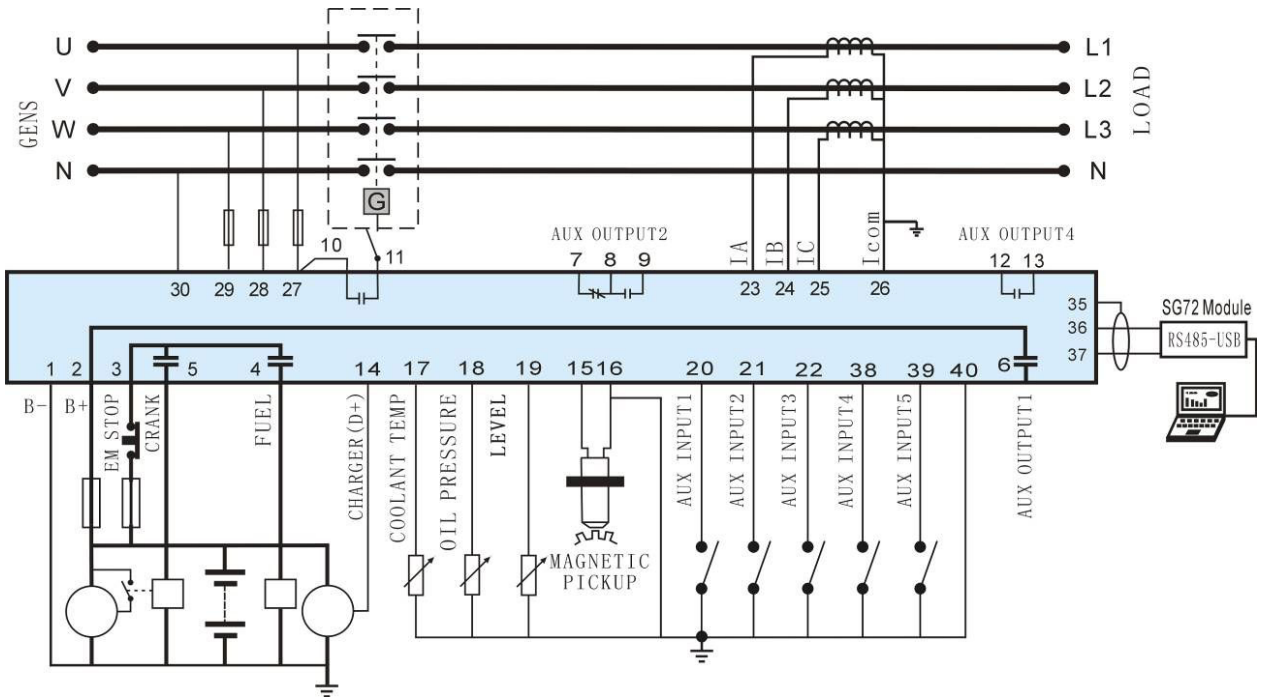 U
L1
V
L2
GENS
LOAD
W
L3
N
N
G
10
11
AUX OUTPUT2
7 8 9
IA
IB
IC
Icom
AUX OUTPUT4
12 13
30 29 28 27
23 24 25 26
35
36
37
SG72 Module
RS485-USB
1 2 3 5 4 14 17 18 19 15 16 20 21 22 38 39 40 6
B-
B+
EM STOP
CRANK
FUEL
CHARGER(D+)
COOLANT TEMP
OIL PRESSURE
LEVEL
MAGNETIC
PICKUP
AUX INPUT1
AUX INPUT2
AUX INPUT3
AUX INPUT4
AUX INPUT5
AUX OUTPUT1